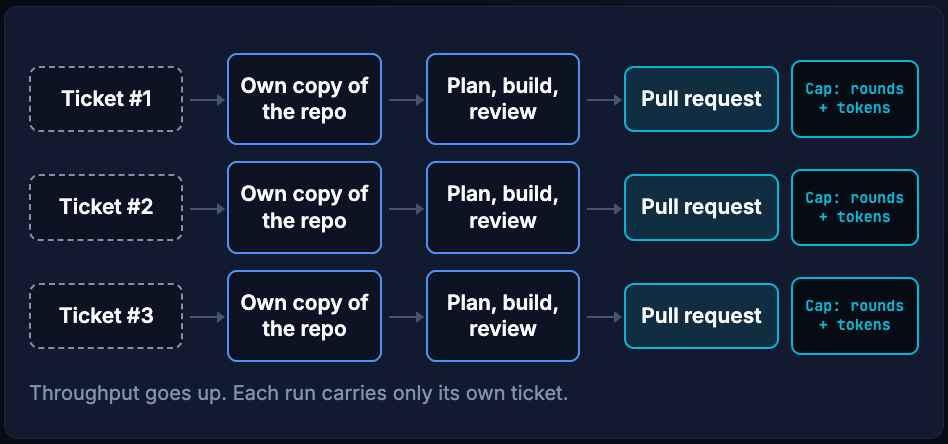 Ticket #1
Own copy of
the repo
Plan, build,
review
Pull request
Cap: rounds
+ tokens
Ticket #2
Own copy of
the repo
Plan, build,
review
Pull request
Cap: rounds
+ tokens
Ticket #3
Own copy of
the repo
Plan, build,
review
Pull request
Cap: rounds
+ tokens
Throughput goes up. Each run carries only its own ticket.